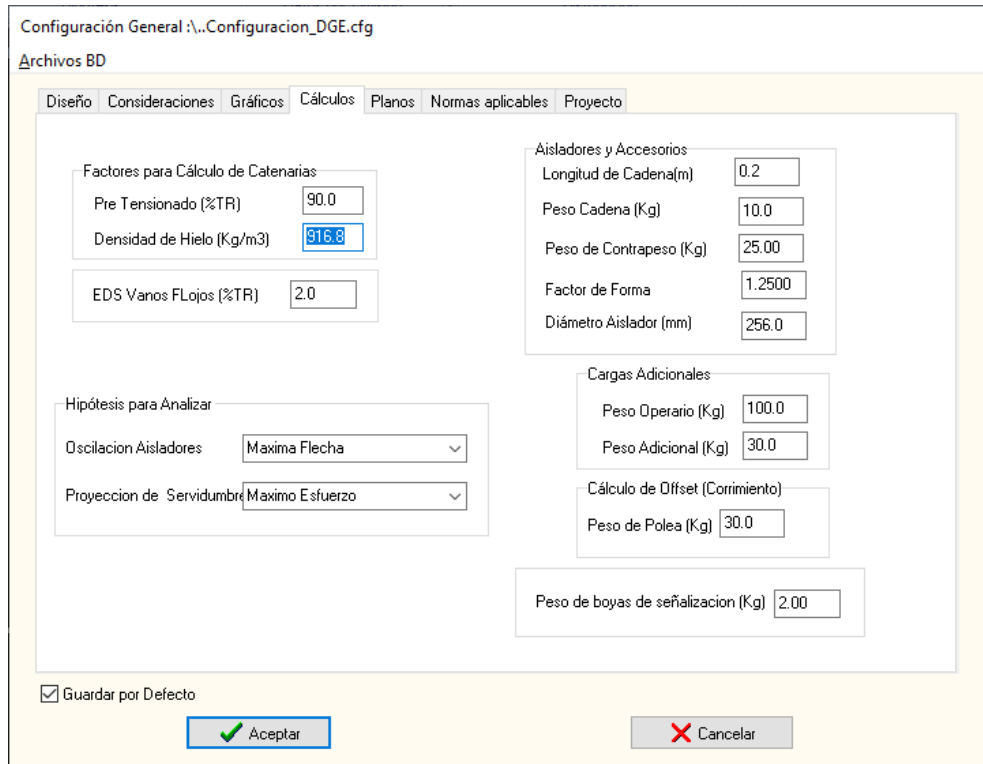 Configuración General :\..Configuracion_DGE.cfg
Archivos BD
Diseño Consideraciones Gráficos Cálculos Planos Normas aplicables Proyecto
Factores para Cálculo de Catenarias
Pre Tensionado (%TR) 90.0
Densidad de Hielo (Kg/m3) 916.8
EDS Vanos FLojos (%TR) 2.0
Hipótesis para Analizar
Oscilacion Aisladores Maxima Flecha
Proyeccion de Servidumbre Maximo Esfuerzo
Aisladores y Accesorios
Longitud de Cadena(m) 0.2
Peso Cadena (Kg) 10.0
Peso de Contrapeso (Kg) 25.00
Factor de Forma 1.2500
Diámetro Aislador (mm) 256.0
Cargas Adicionales
Peso Operario (Kg) 100.0
Peso Adicional (Kg) 30.0
Cálculo de Offset (Corrimiento)
Peso de Polea (Kg) 30.0
Peso de boyas de señalizacion (Kg) 2.00
Guardar por Defecto
Aceptar Cancelar